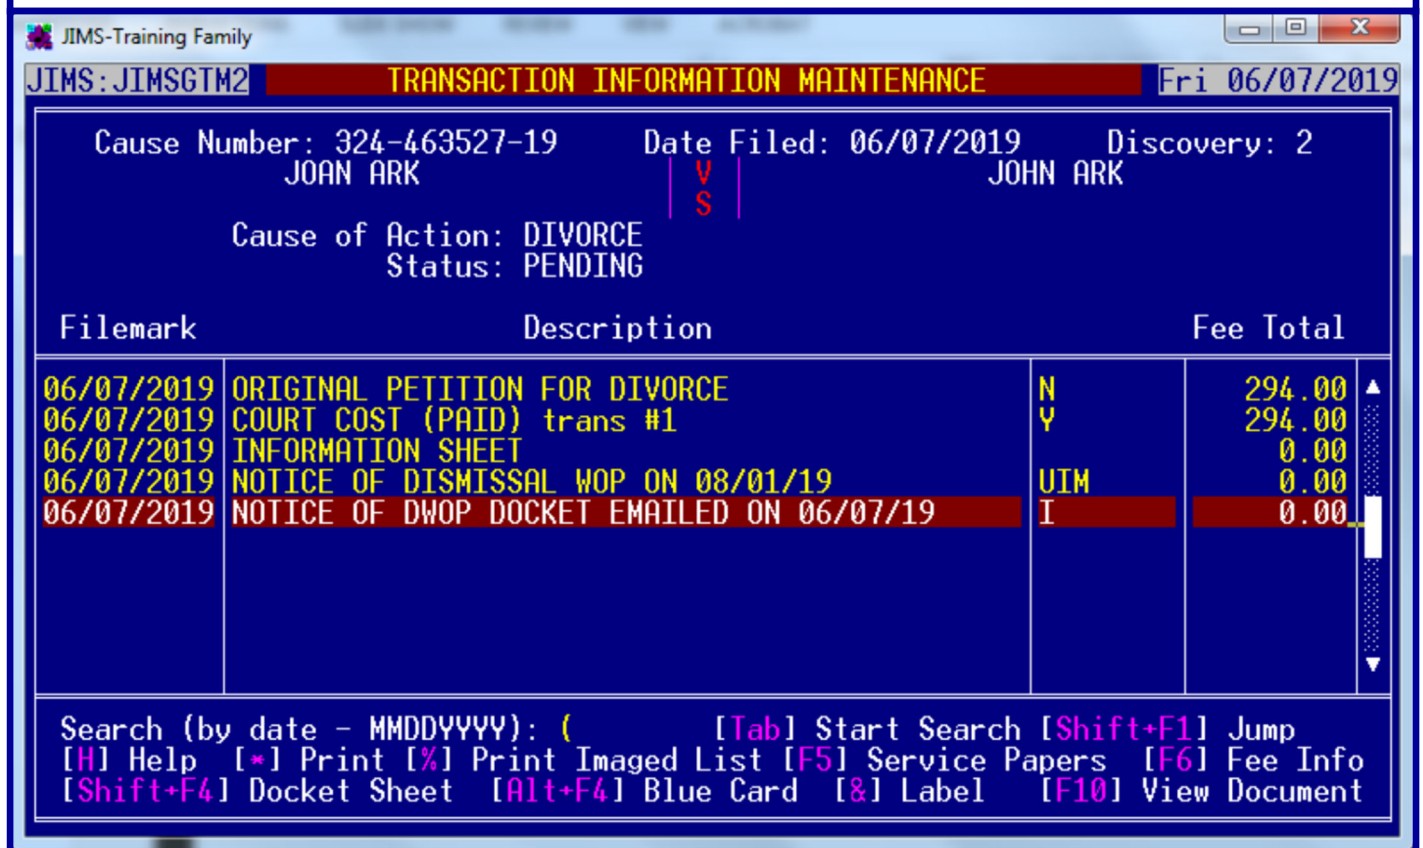 JIMS-Training Family
JIMS:JIMSGTM2 TRANSACTION INFORMATION MAINTENANCE Fri 06/07/2019
Cause Number: 324-463527-19 Date Filed: 06/07/2019 Discovery: 2
JOAN ARK V JOHN ARK
S
Cause of Action: DIVORCE
Status: PENDING
Filemark Description Fee Total
06/07/2019 ORIGINAL PETITION FOR DIVORCE N 294.00
06/07/2019 COURT COST (PAID) trans #1 Y 294.00
06/07/2019 INFORMATION SHEET 0.00
06/07/2019 NOTICE OF DISMISSAL WOP ON 08/01/19 UIM 0.00
06/07/2019 NOTICE OF DWOP DOCKET EMAILED ON 06/07/19 I 0.00
Search (by date - MMDDYYYY): ( [Tab] Start Search [Shift+F1] Jump
[H] Help [*] Print [%] Print Imaged List [F5] Service Papers [F6] Fee Info
[Shift+F4] Docket Sheet [Alt+F4] Blue Card [&] Label [F10] View Document